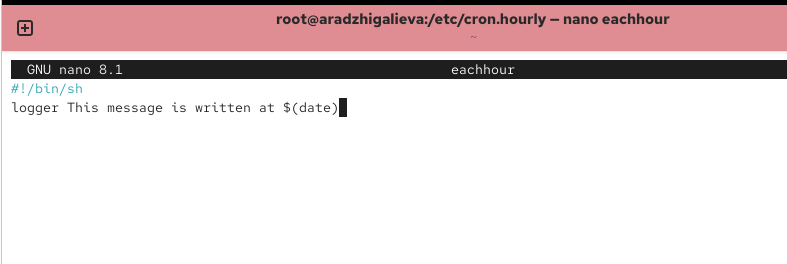 root@aradzhigalieva:/etc/cron.hourly — nano eachhour
~
GNU nano 8.1 eachhour
#!/bin/sh
logger This message is written at $(date)